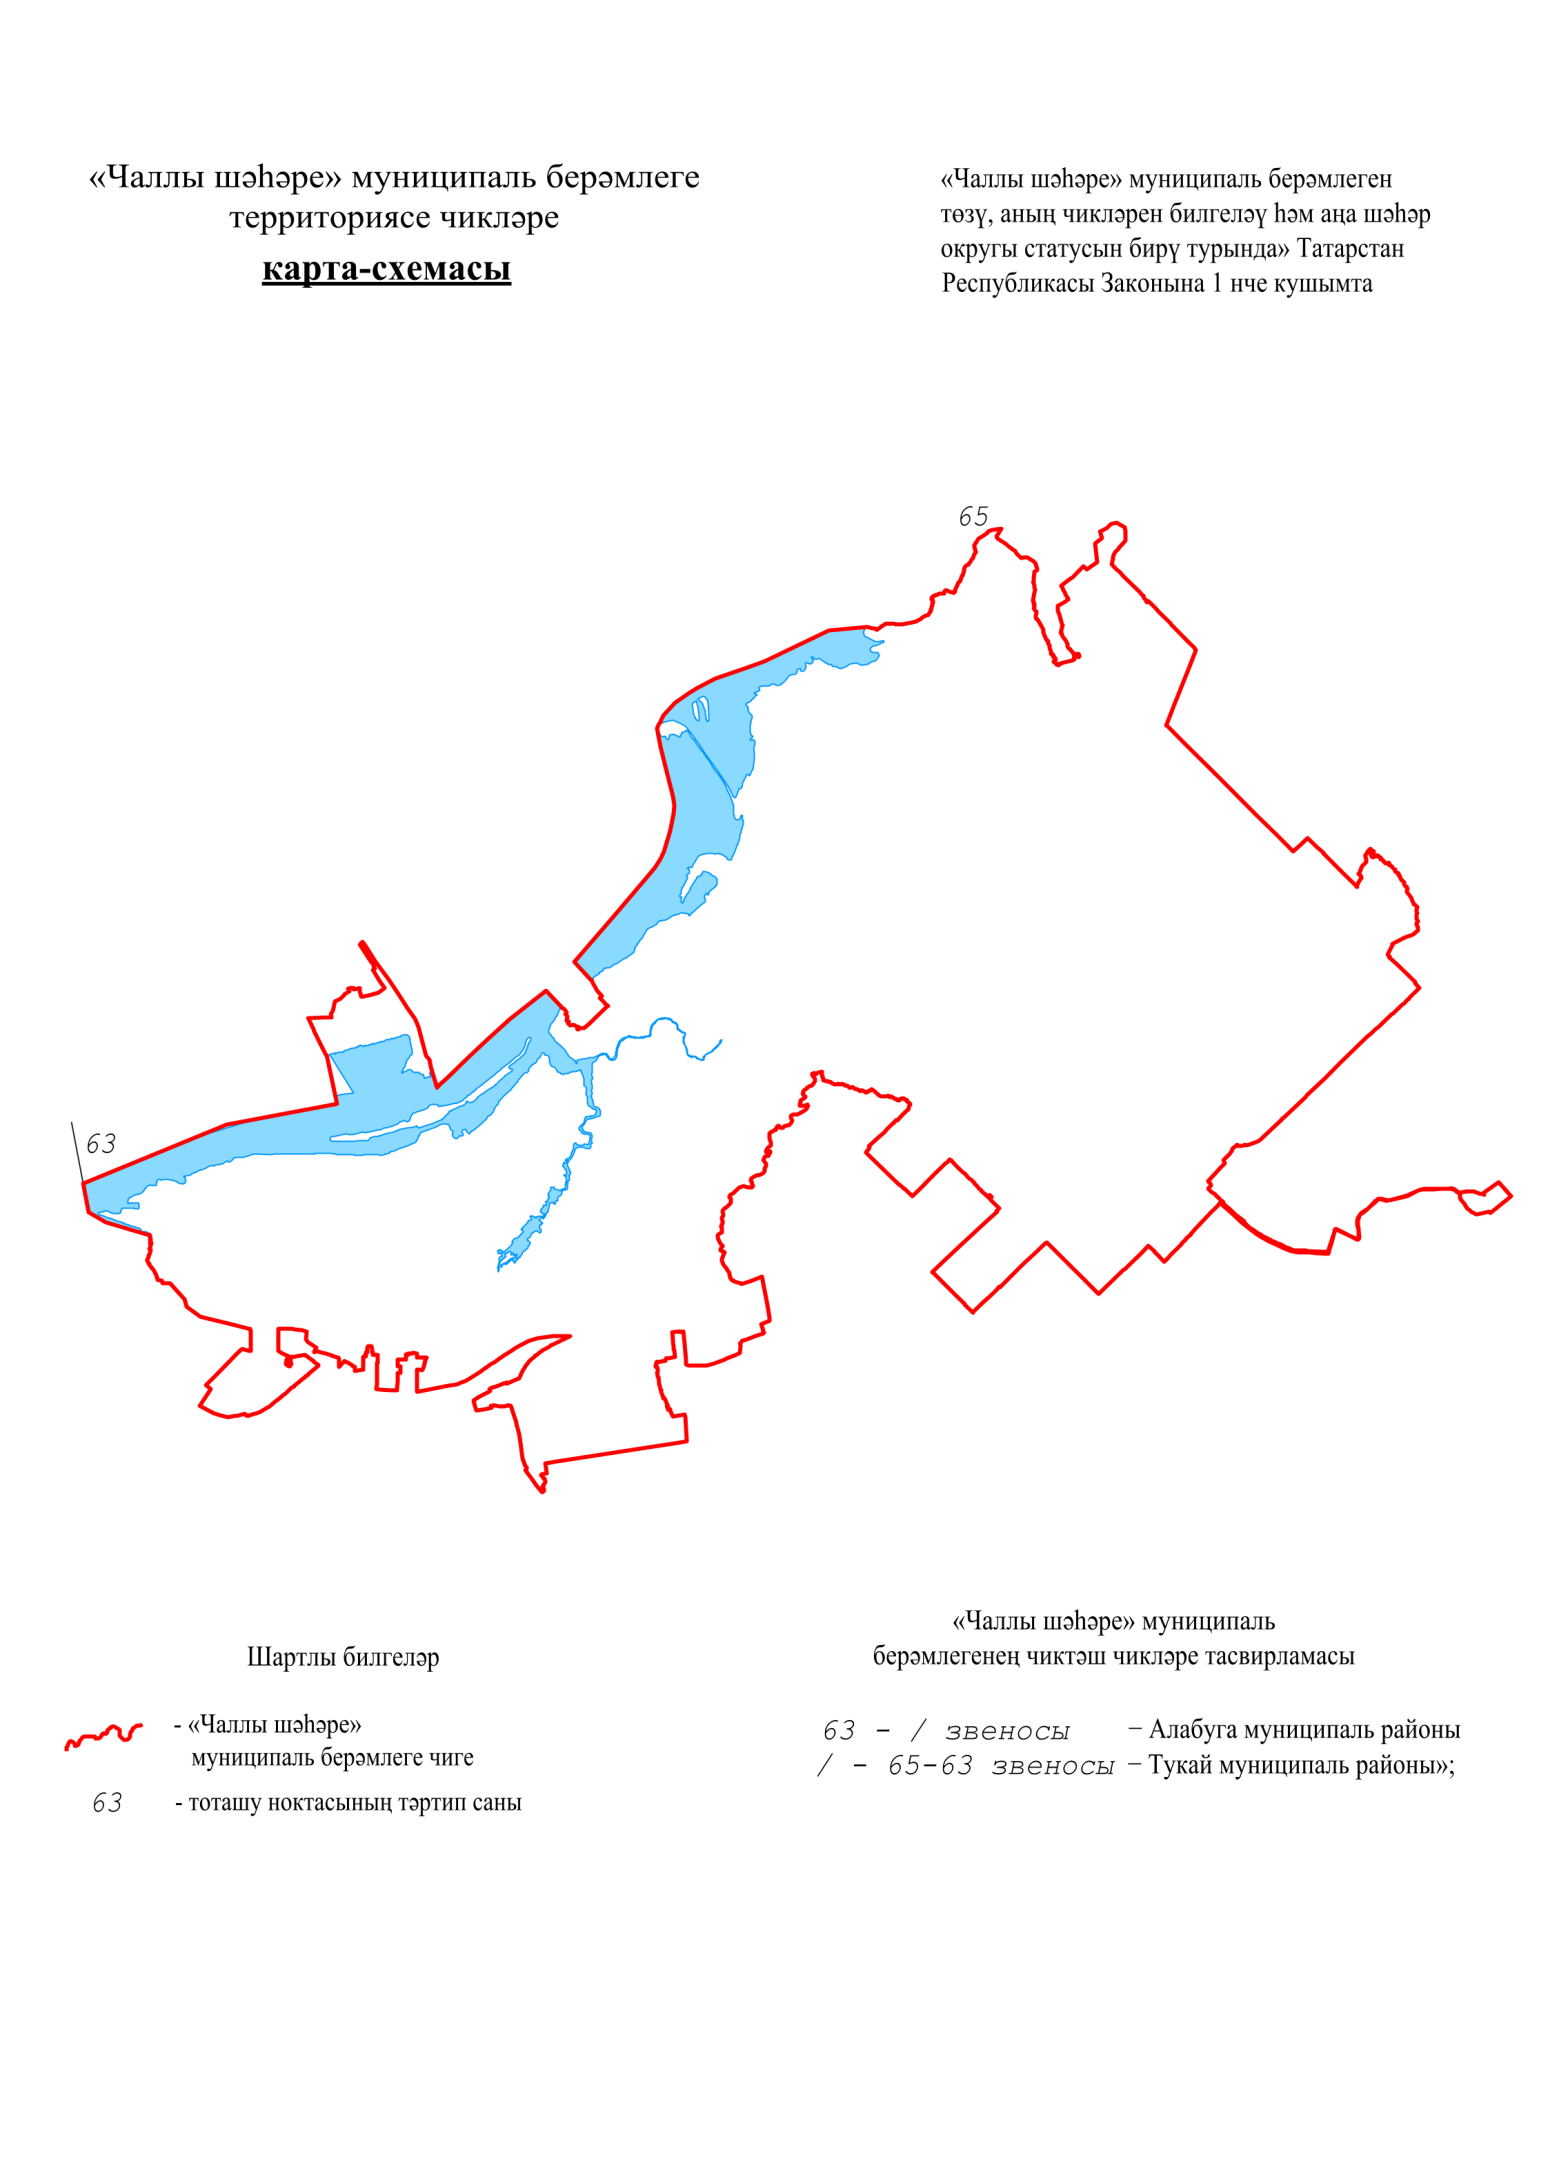 «Чаллы шәһәре» муниципаль берәмлеге
территориясе чикләре
карта-схемасы
«Чаллы шәһәре» муниципаль берәмлеген
төзү, аның чикләрен билгеләү һәм аңа шәһәр
округы статусын бирү турында» Татарстан
Республикасы Законына 1 нче кушымта
65
63
Шартлы билгеләр
- «Чаллы шәһәре»
муниципаль берәмлеге чиге
63 - тоташу ноктасының тәртип саны
«Чаллы шәһәре» муниципаль
берәмлегенең чиктәш чикләре тасвирламасы
63 - / звеносы – Алабуга муниципаль районы
/ - 65-63 звеносы – Тукай муниципаль районы»;